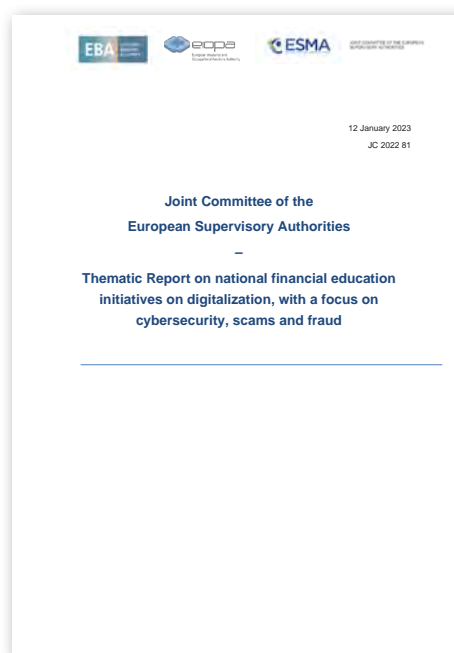 EBA
eiopa
ESMA
12 January 2023
JC 2022 81
Joint Committee of the
European Supervisory Authorities
–
Thematic Report on national financial education
initiatives on digitalization, with a focus on
cybersecurity, scams and fraud